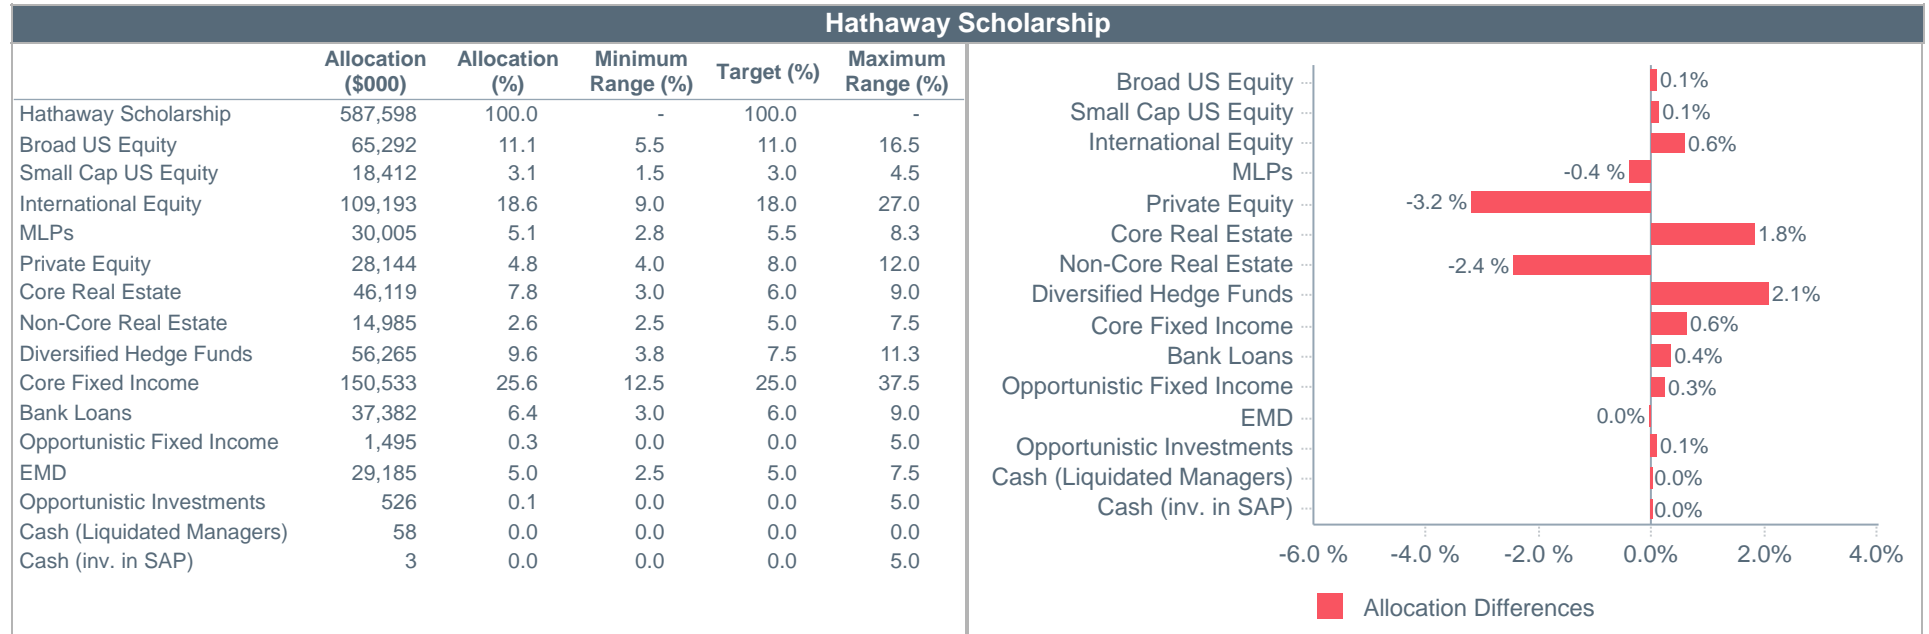 Hathaway Scholarship
Allocation ($000) Allocation (%) Minimum Range (%) Target (%) Maximum Range (%)
Hathaway Scholarship 587,598 100.0 - 100.0 -
Broad US Equity 65,292 11.1 5.5 11.0 16.5
Small Cap US Equity 18,412 3.1 1.5 3.0 4.5
International Equity 109,193 18.6 9.0 18.0 27.0
MLPs 30,005 5.1 2.8 5.5 8.3
Private Equity 28,144 4.8 4.0 8.0 12.0
Core Real Estate 46,119 7.8 3.0 6.0 9.0
Non-Core Real Estate 14,985 2.6 2.5 5.0 7.5
Diversified Hedge Funds 56,265 9.6 3.8 7.5 11.3
Core Fixed Income 150,533 25.6 12.5 25.0 37.5
Bank Loans 37,382 6.4 3.0 6.0 9.0
Opportunistic Fixed Income 1,495 0.3 0.0 0.0 5.0
EMD 29,185 5.0 2.5 5.0 7.5
Opportunistic Investments 526 0.1 0.0 0.0 5.0
Cash (Liquidated Managers) 58 0.0 0.0 0.0 0.0
Cash (inv. in SAP) 3 0.0 0.0 0.0 5.0
Broad US Equity 0.1%
Small Cap US Equity 0.1%
International Equity 0.6%
MLPs -0.4 %
Private Equity -3.2 %
Core Real Estate 1.8%
Non-Core Real Estate -2.4 %
Diversified Hedge Funds 2.1%
Core Fixed Income 0.6%
Bank Loans 0.4%
Opportunistic Fixed Income 0.3%
EMD 0.0%
Opportunistic Investments 0.1%
Cash (Liquidated Managers) 0.0%
Cash (inv. in SAP) 0.0%
-6.0 % -4.0 % -2.0 % 0.0% 2.0% 4.0%
Allocation Differences